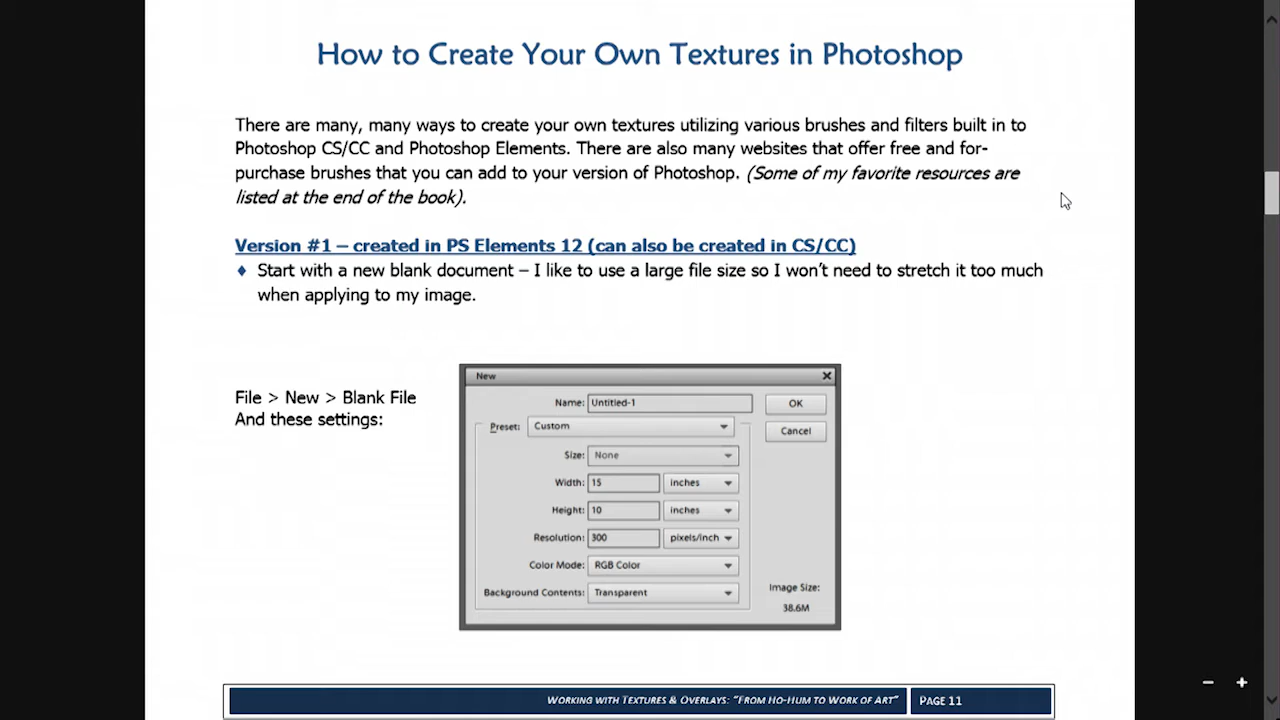 How to Create Your Own Textures in Photoshop
There are many, many ways to create your own textures utilizing various brushes and filters built in to
Photoshop CS/CC and Photoshop Elements. There are also many websites that offer free and for-
purchase brushes that you can add to your version of Photoshop. (Some of my favorite resources are
listed at the end of the book).
Version #1 – created in PS Elements 12 (can also be created in CS/CC)
♦ Start with a new blank document – I like to use a large file size so I won't need to stretch it too much
when applying to my image.
File > New > Blank File
And these settings:
New
Name: Untitled-1
OK
Preset: Custom
Cancel
Size: None
Width: 15 inches
Height: 10 inches
Resolution: 300 pixels/inch
Color Mode: RGB Color
Background Contents: Transparent
Image Size:
38.6M
Working with Textures & Overlays: "From Ho-Hum to Work of Art" Page 11